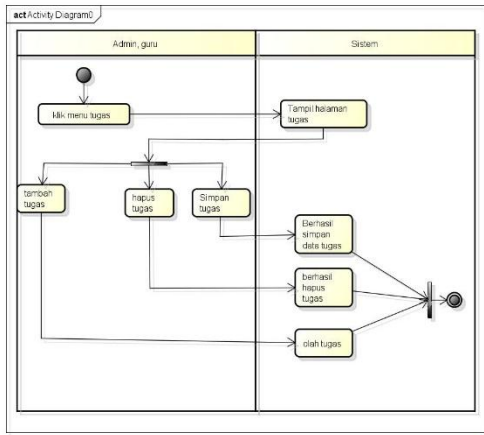 act Activity Diagram0
Admin, guru
Sistem
klik menu tugas
Tampil halaman
tugas
tambah
tugas
hapus
tugas
Simpan
tugas
Berhasil
simpan
data tugas
berhasil
hapus
tugas
olah tugas